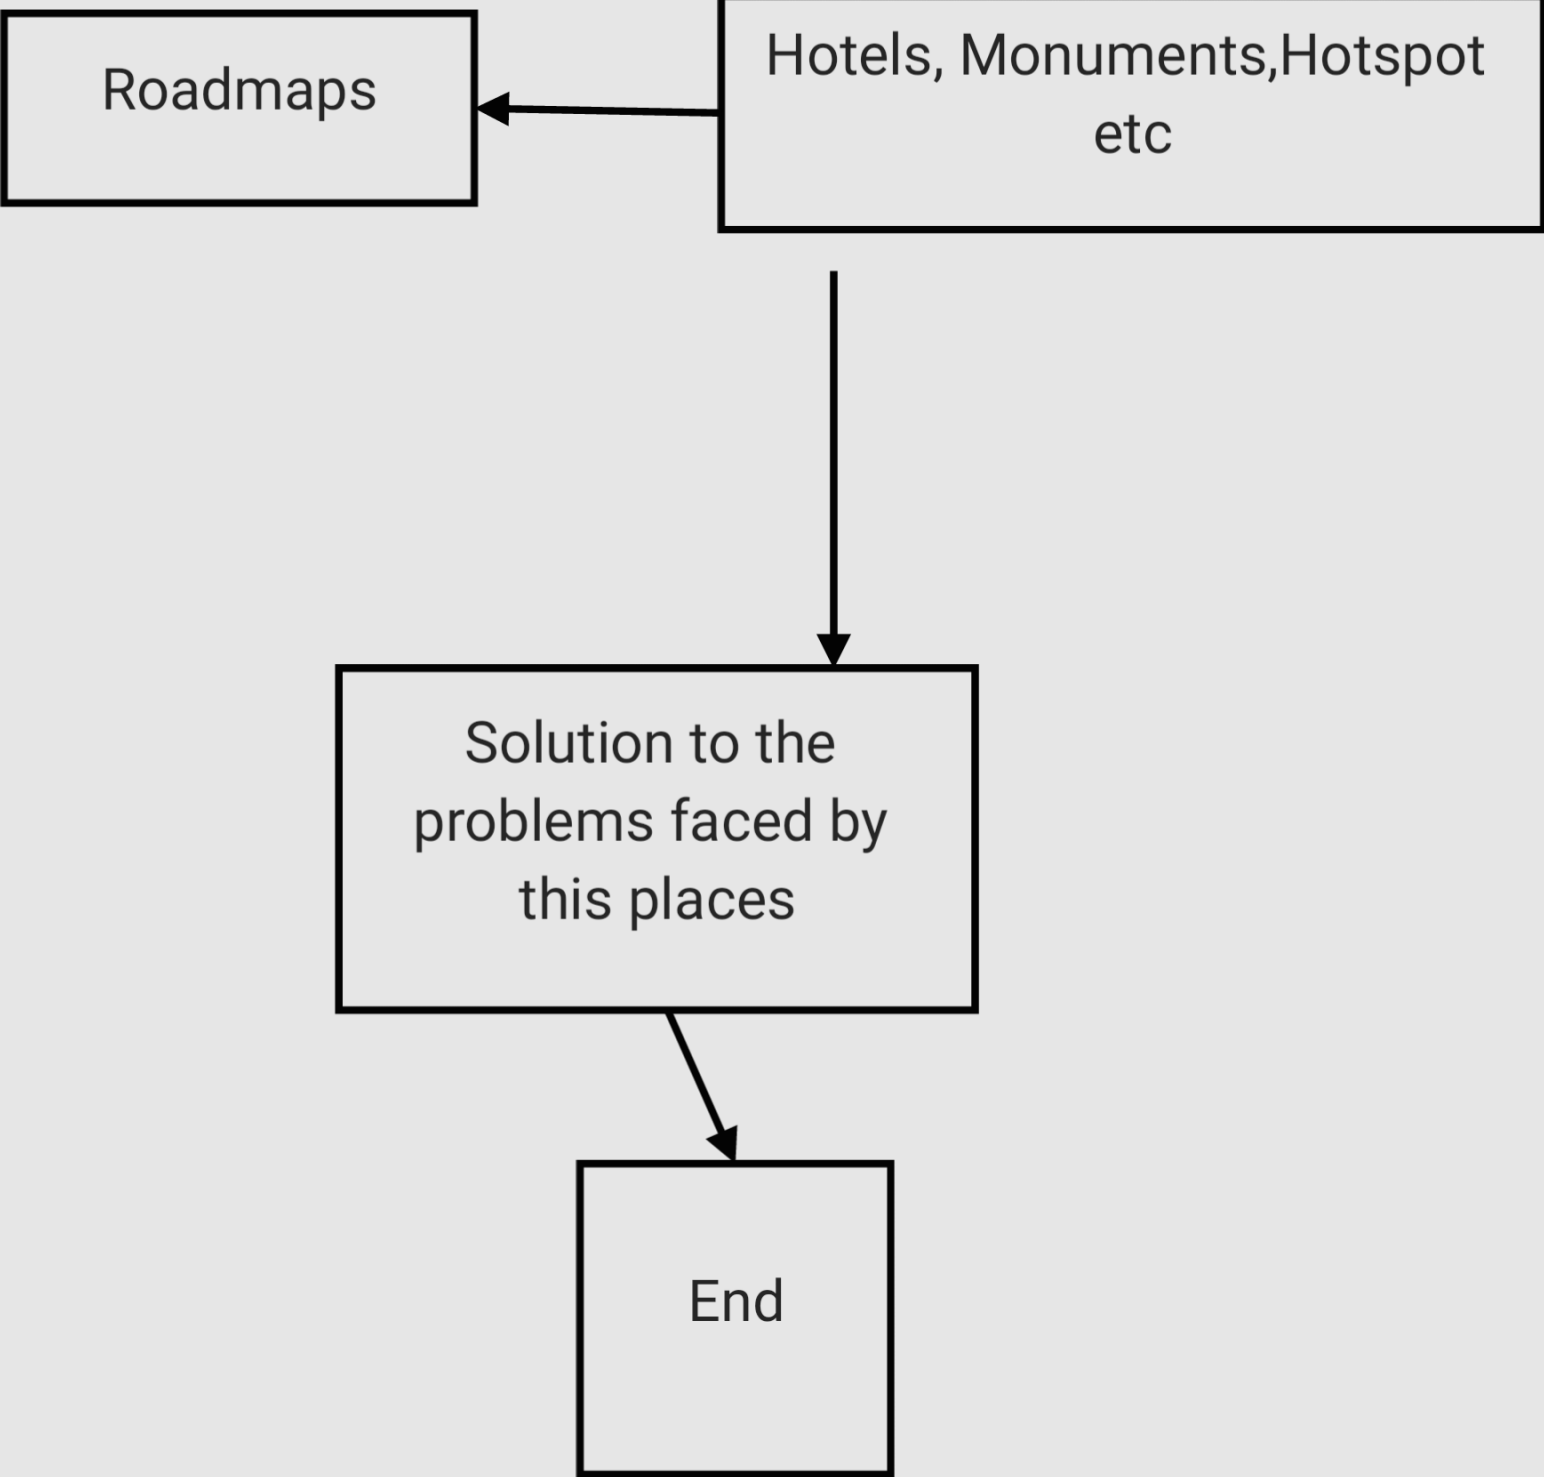 Roadmaps
Hotels, Monuments,Hotspot
etc
Solution to the
problems faced by
this places
End